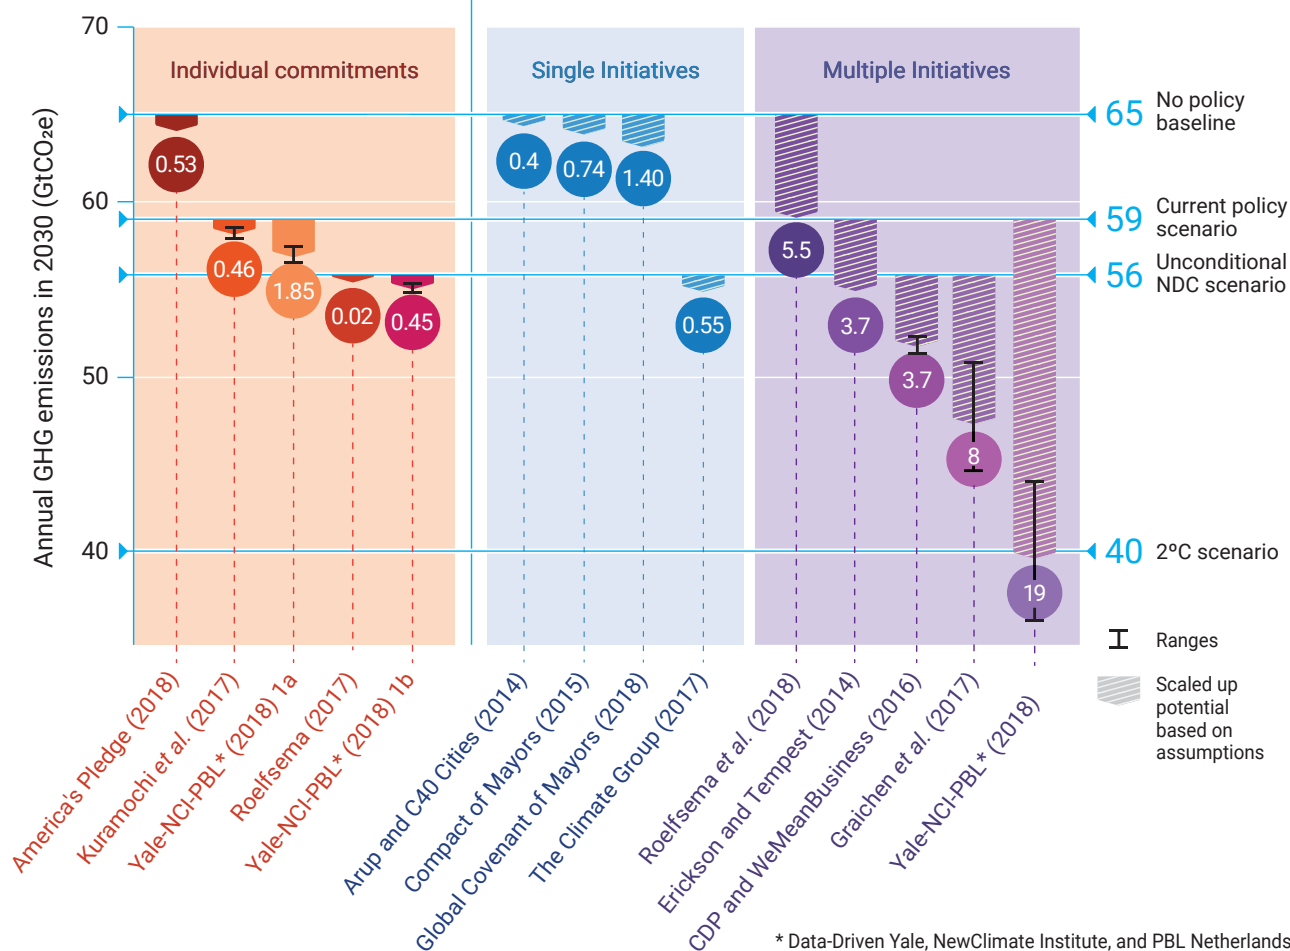 Annual GHG emissions in 2030 (GtCO₂e)
70
60
50
40
Individual commitments
Single Initiatives
Multiple Initiatives
65 No policy
baseline
59 Current policy
scenario
56 Unconditional
NDC scenario
40 2ºC scenario
0.53
0.46
1.85
0.02
0.45
0.4
0.74
1.40
0.55
5.5
3.7
3.7
8
19
Ranges
Scaled up
potential
based on
assumptions
America's Pledge (2018)
Kuramochi et al. (2017)
Yale-NCI-PBL* (2018) 1a
Roelfsema (2017)
Yale-NCI-PBL* (2018) 1b
Arup and C40 Cities (2014)
Compact of Mayors (2015)
Global Covenant of Mayors (2018)
The Climate Group (2017)
Roelfsema et al. (2018)
Erickson and Tempest (2014)
CDP and WeMeanBusiness (2016)
Graichen et al. (2017)
Yale-NCI-PBL* (2018)
* Data-Driven Yale, NewClimate Institute, and PBL Netherlands